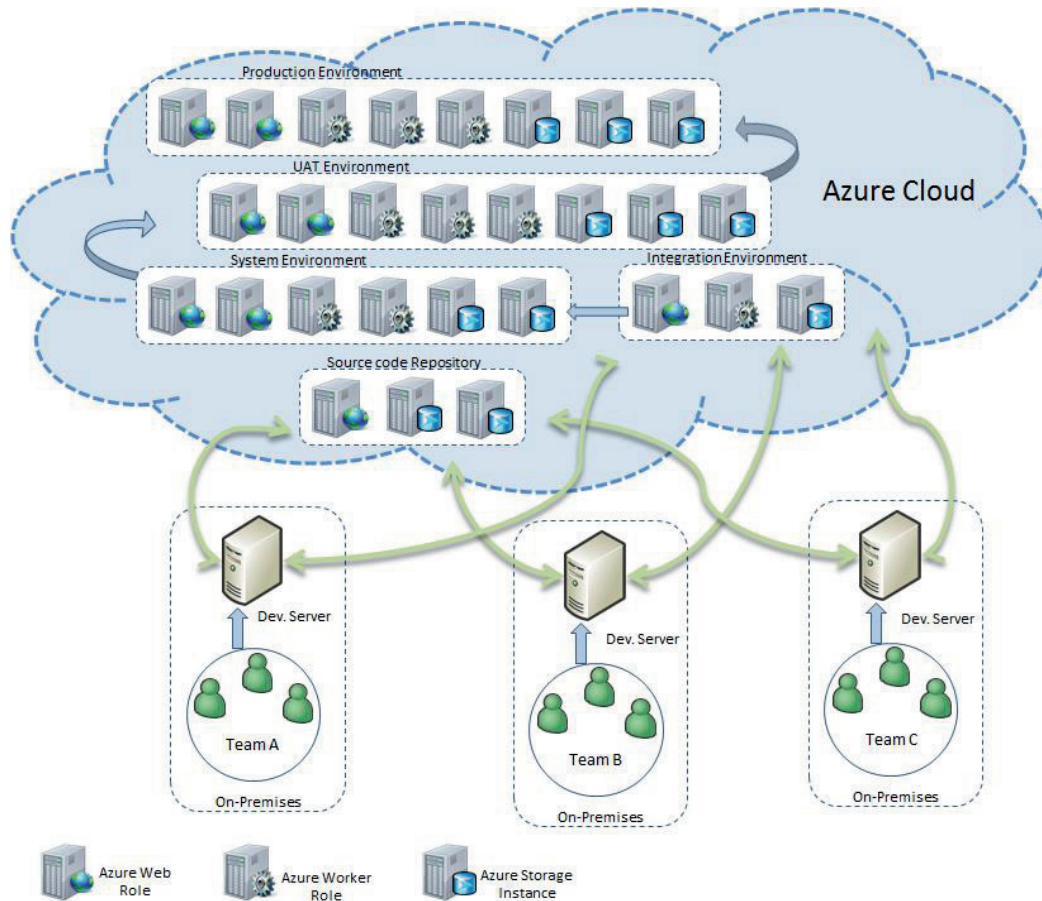 Production Environment
UAT Environment
Azure Cloud
System Environment
Integration Environment
Source code Repository
Dev. Server
Dev. Server
Dev. Server
Team A
Team B
Team C
On-Premises
On-Premises
On-Premises
Azure Web
Role
Azure Worker
Role
Azure Storage
Instance